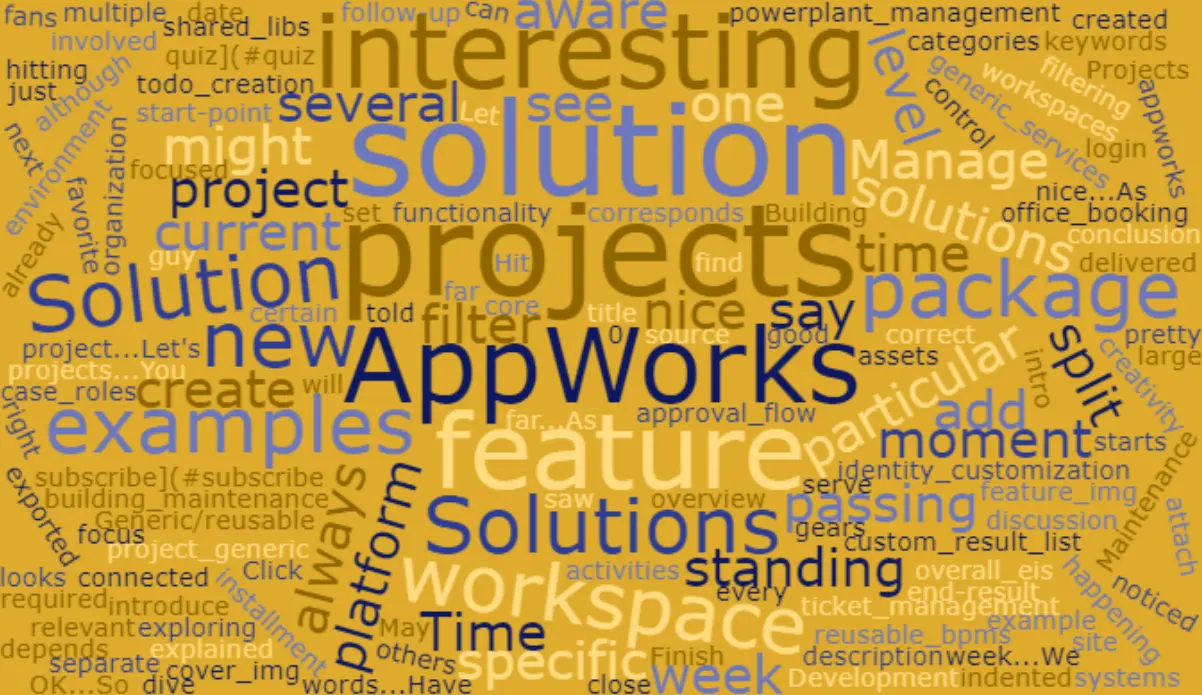 fans multiple date follow-up Can aware powerplant_management created
involved shared_libs interesting level categories keywords
hitting quiz](#quiz filtering Projects
just although todo_creation several Let see one generic_services workspaces
start-point solution control appworks
next environment organization might Manage login
focused project solutions nice...As
favorite set functionality corresponds Building office_booking
already current projects time conclusion
guy Hit find delivered
Solution certain far core package
told filter title nice say
new 0 source good correct pretty
project...Let's AppWorks assets split large
projects...You particular intro creativity
case_roles create will
right examples far...As approval_flow add
feature moment starts
subscribe](#subscribe identity_customization
exported building_maintenance always platform saw overview serve feature_img Maintenance
Generic/reusable Solutions passing discussion attach
focus gears custom_result_list
project_generic
looks connected Click workspace activities standing overall_eis happening noticed
required introduce installment every end-result
ticket_management example
relevant exploring May Time reusable_bpms site
depends explained others specific Finish description week...We
separate cover_img week Development indented systems
OK...So dive words...Have close